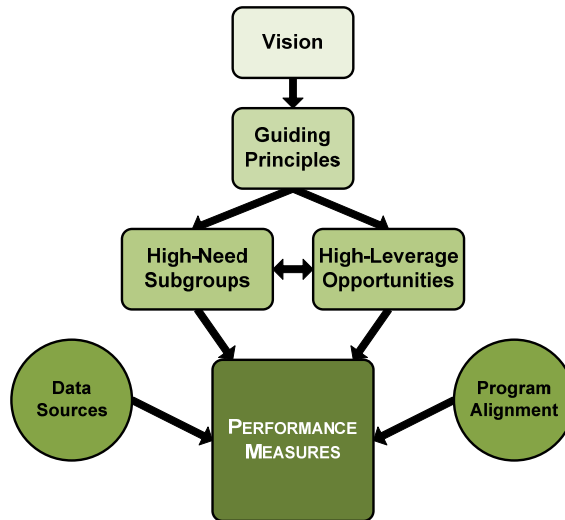 Vision
Guiding
Principles
High-Need
Subgroups
High-Leverage
Opportunities
Data
Sources
PERFORMANCE
MEASURES
Program
Alignment